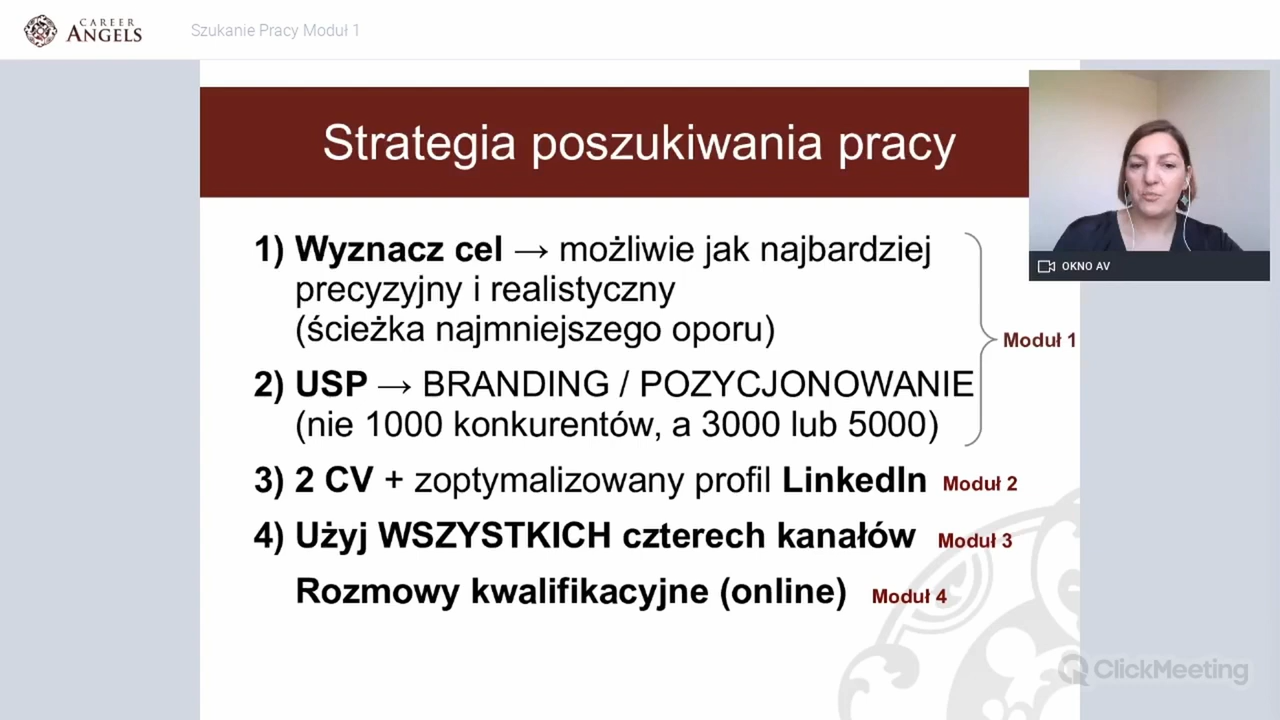 CAREER
ANGELS
Szukanie Pracy Moduł 1
Strategia poszukiwania pracy
1) Wyznacz cel → możliwie jak najbardziej
precyzyjny i realistyczny
(ścieżka najmniejszego oporu)
2) USP → BRANDING / POZYCJONOWANIE
(nie 1000 konkurentów, a 3000 lub 5000)
Moduł 1
3) 2 CV + zoptymalizowany profil LinkedIn Moduł 2
4) Użyj WSZYSTKICH czterech kanałów Moduł 3
Rozmowy kwalifikacyjne (online) Moduł 4
OKNO AV
ClickMeeting